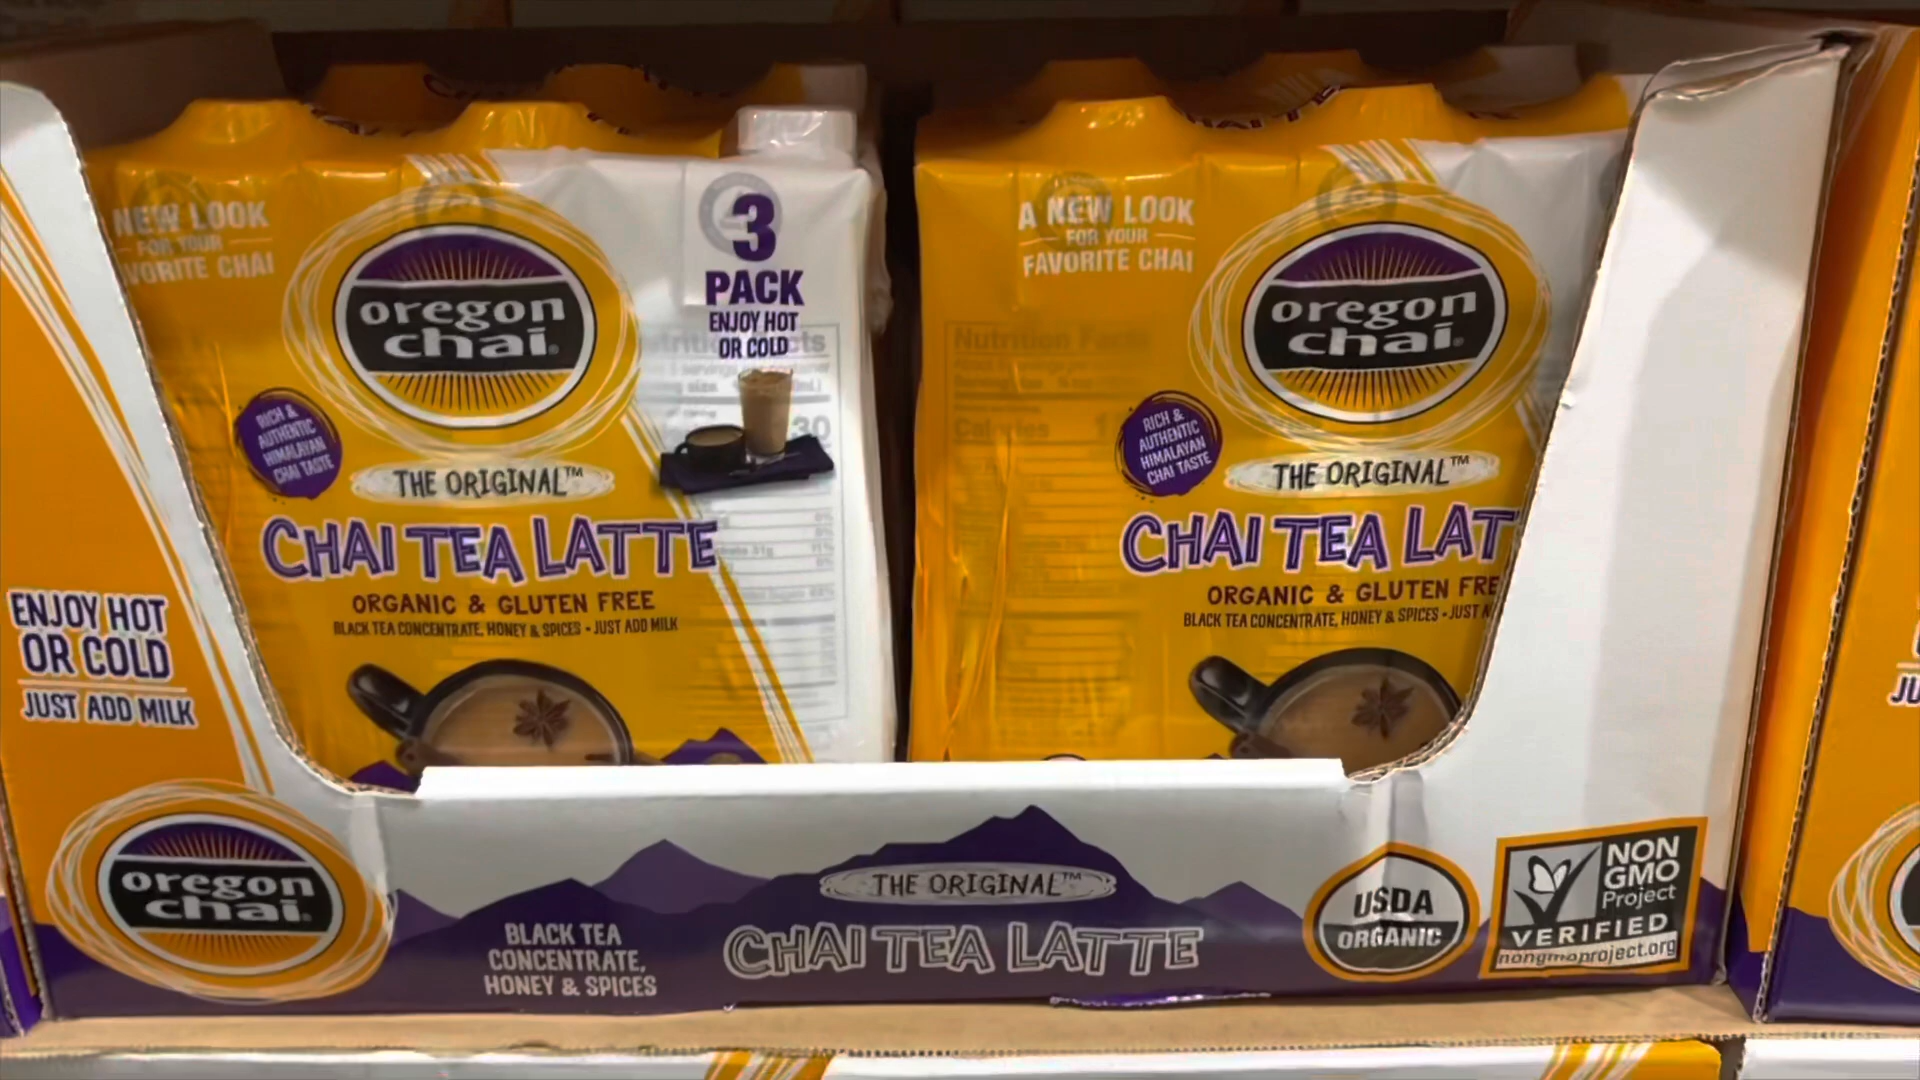 NEW LOOK
FOR YOUR
VORITE CHAI
oregon
chai
RICH &
AUTHENTIC
HIMALAYAN
CHAI TASTE
THE ORIGINAL™
CHAI TEA LATTE
ORGANIC & GLUTEN FREE
BLACK TEA CONCENTRATE, HONEY & SPICES • JUST ADD MILK
3
PACK
ENJOY HOT
OR COLD
A NEW LOOK
FOR YOUR
FAVORITE CHAI
Nutrition Facts
oregon
chai
RICH &
AUTHENTIC
HIMALAYAN
CHAI TASTE
THE ORIGINAL™
CHAI TEA LAT
ORGANIC & GLUTEN FRE
BLACK TEA CONCENTRATE, HONEY & SPICES • JUST
ENJOY HOT
OR COLD
JUST ADD MILK
oregon
chai
BLACK TEA
CONCENTRATE,
HONEY & SPICES
THE ORIGINAL™
CHAI TEA LATTE
USDA
ORGANIC
NON
GMO
Project
VERIFIED
nongmoproject.org
JU